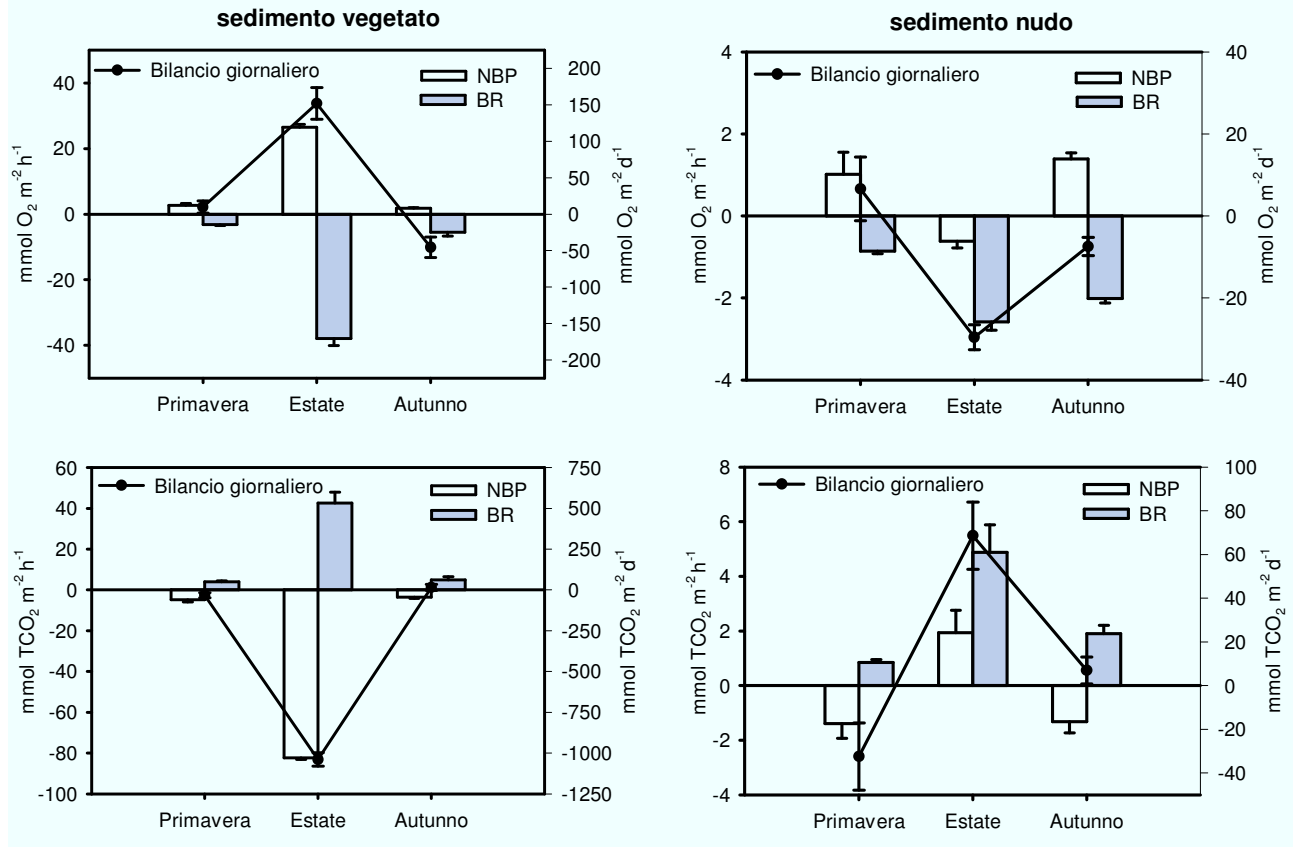 sedimento vegetato
Bilancio giornaliero
NBP
BR
mmol O₂ m⁻² h⁻¹
40
20
0
-20
-40
200
150
100
50
0
-50
-100
-150
-200
mmol O₂ m⁻² d⁻¹
Primavera Estate Autunno
sedimento nudo
Bilancio giornaliero
NBP
BR
mmol O₂ m⁻² h⁻¹
4
2
0
-2
-4
40
20
0
-20
-40
mmol O₂ m⁻² d⁻¹
Primavera Estate Autunno
Bilancio giornaliero
NBP
BR
mmol TCO₂ m⁻² h⁻¹
60
40
20
0
-20
-40
-60
-80
-100
750
500
250
0
-250
-500
-750
-1000
-1250
mmol TCO₂ m⁻² d⁻¹
Primavera Estate Autunno
Bilancio giornaliero
NBP
BR
mmol TCO₂ m⁻² h⁻¹
8
6
4
2
0
-2
-4
100
80
60
40
20
0
-20
-40
mmol TCO₂ m⁻² d⁻¹
Primavera Estate Autunno